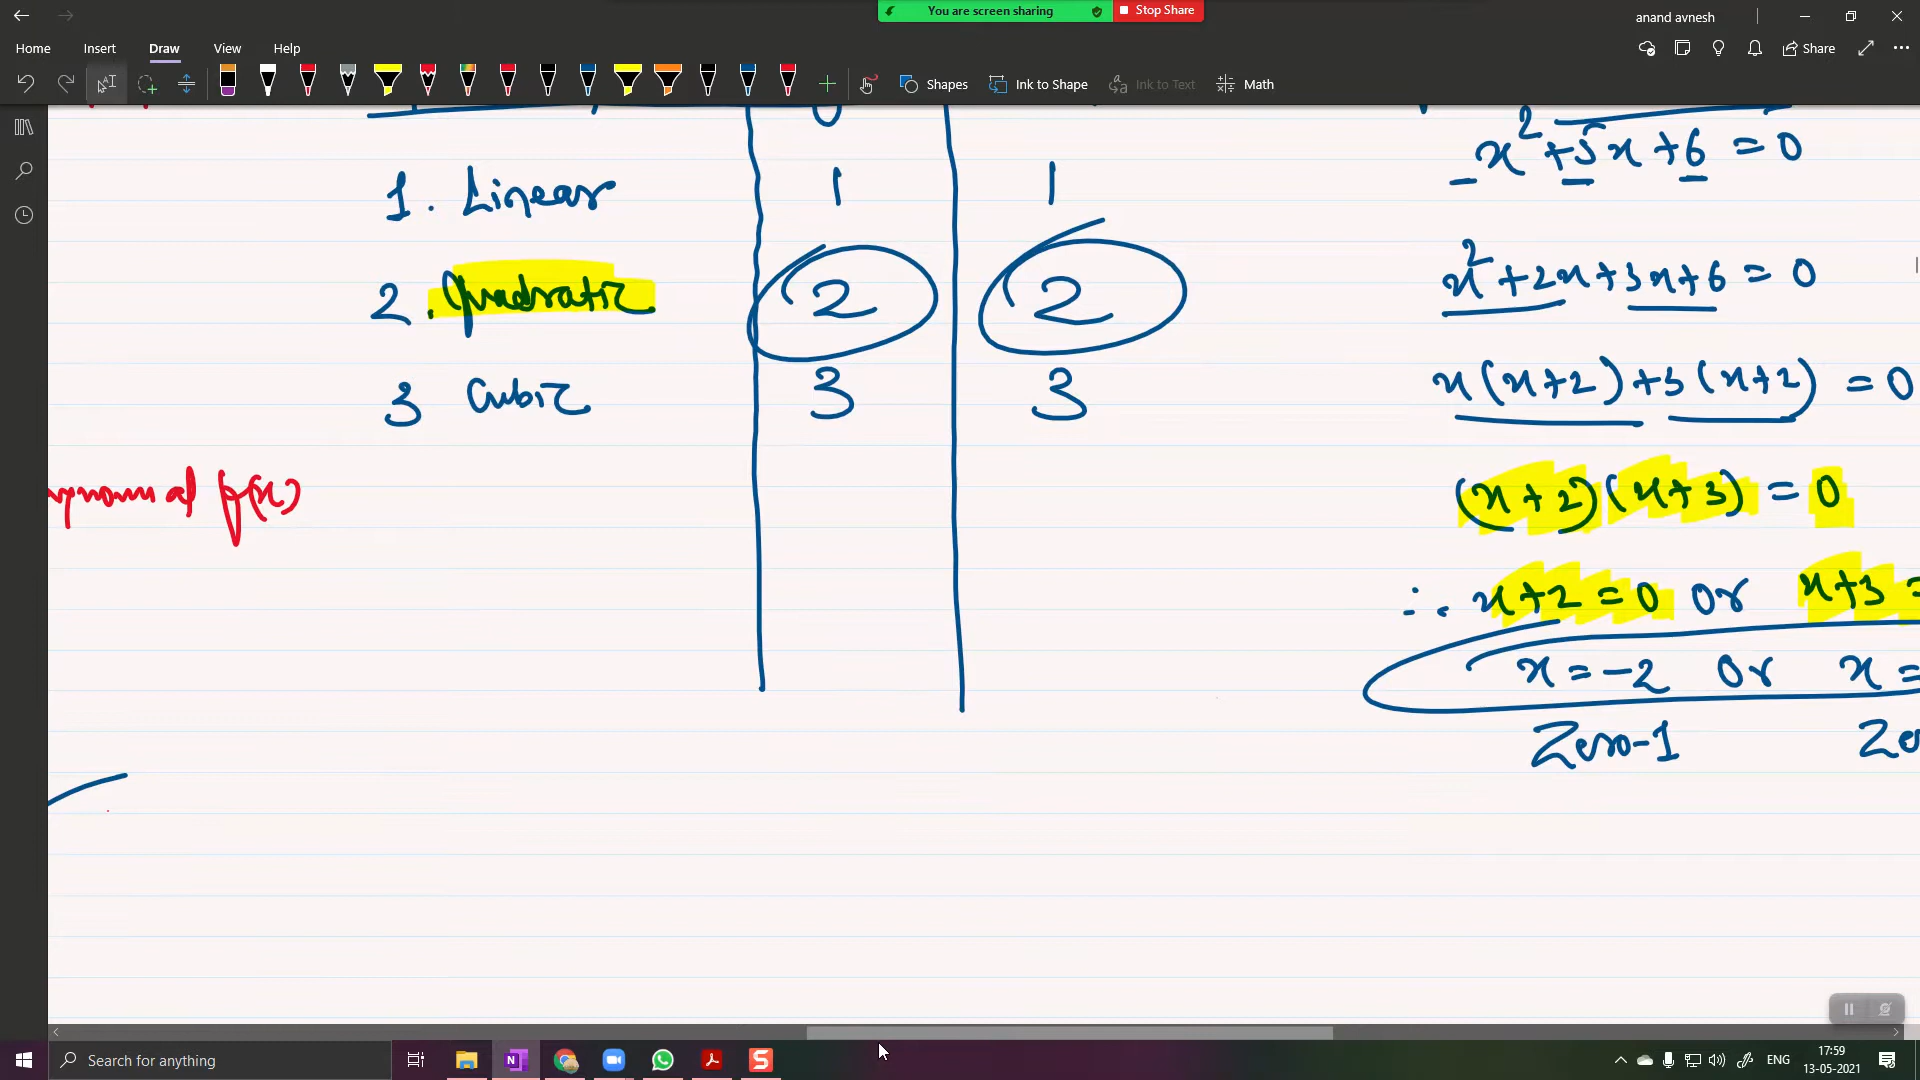 You are screen sharing Stop Share
anand avnesh
Home Insert Draw View Help
Share
Shapes Ink to Shape Ink to Text Math
1. Linear 1 1
2. Quadratic 2 2
3 Cubic 3 3
p(x)
x²+5x+6 = 0
x²+2x+3x+6 = 0
x(x+2)+3(x+2) = 0
(x+2)(x+3) = 0
∴ x+2=0 or x+3=
x=-2 or x=
Zero-1 Ze
Search for anything
ENG
17:59
13-05-2021